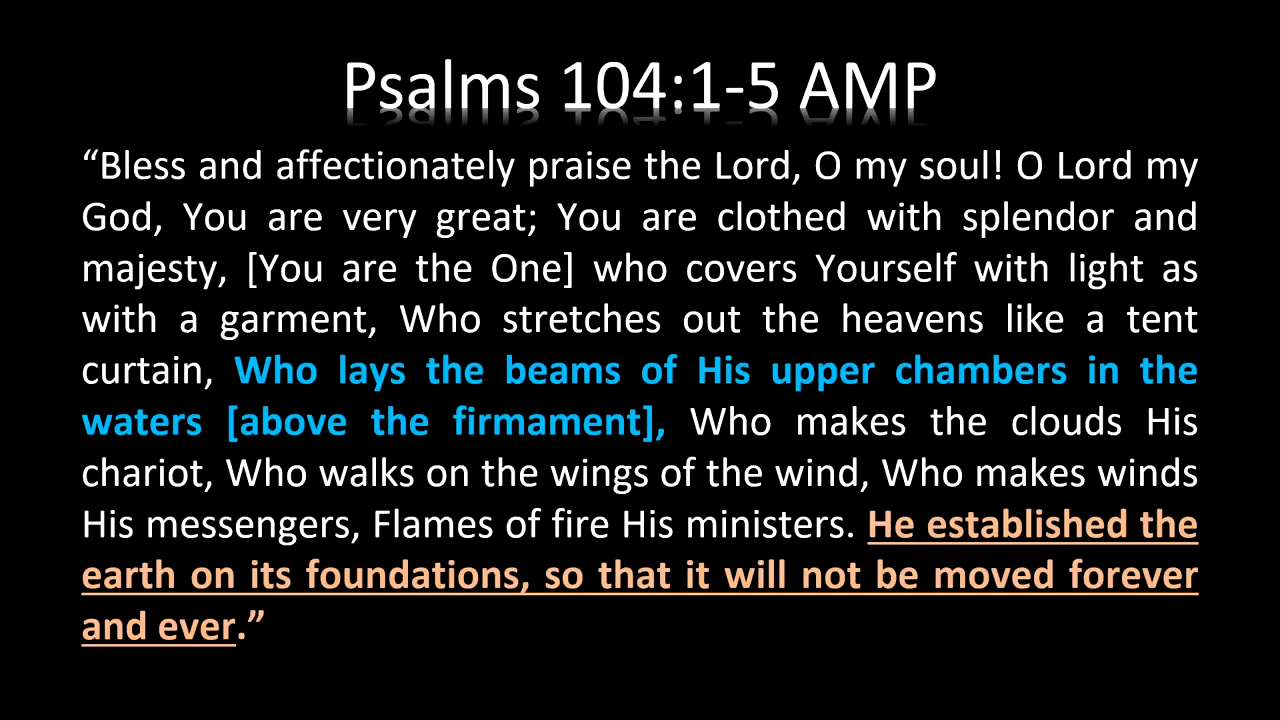 Psalms 104:1-5 AMP
“Bless and affectionately praise the Lord, O my soul! O Lord my
God, You are very great; You are clothed with splendor and
majesty, [You are the One] who covers Yourself with light as
with a garment, Who stretches out the heavens like a tent
curtain, Who lays the beams of His upper chambers in the
waters [above the firmament], Who makes the clouds His
chariot, Who walks on the wings of the wind, Who makes winds
His messengers, Flames of fire His ministers. He established the
earth on its foundations, so that it will not be moved forever
and ever.”